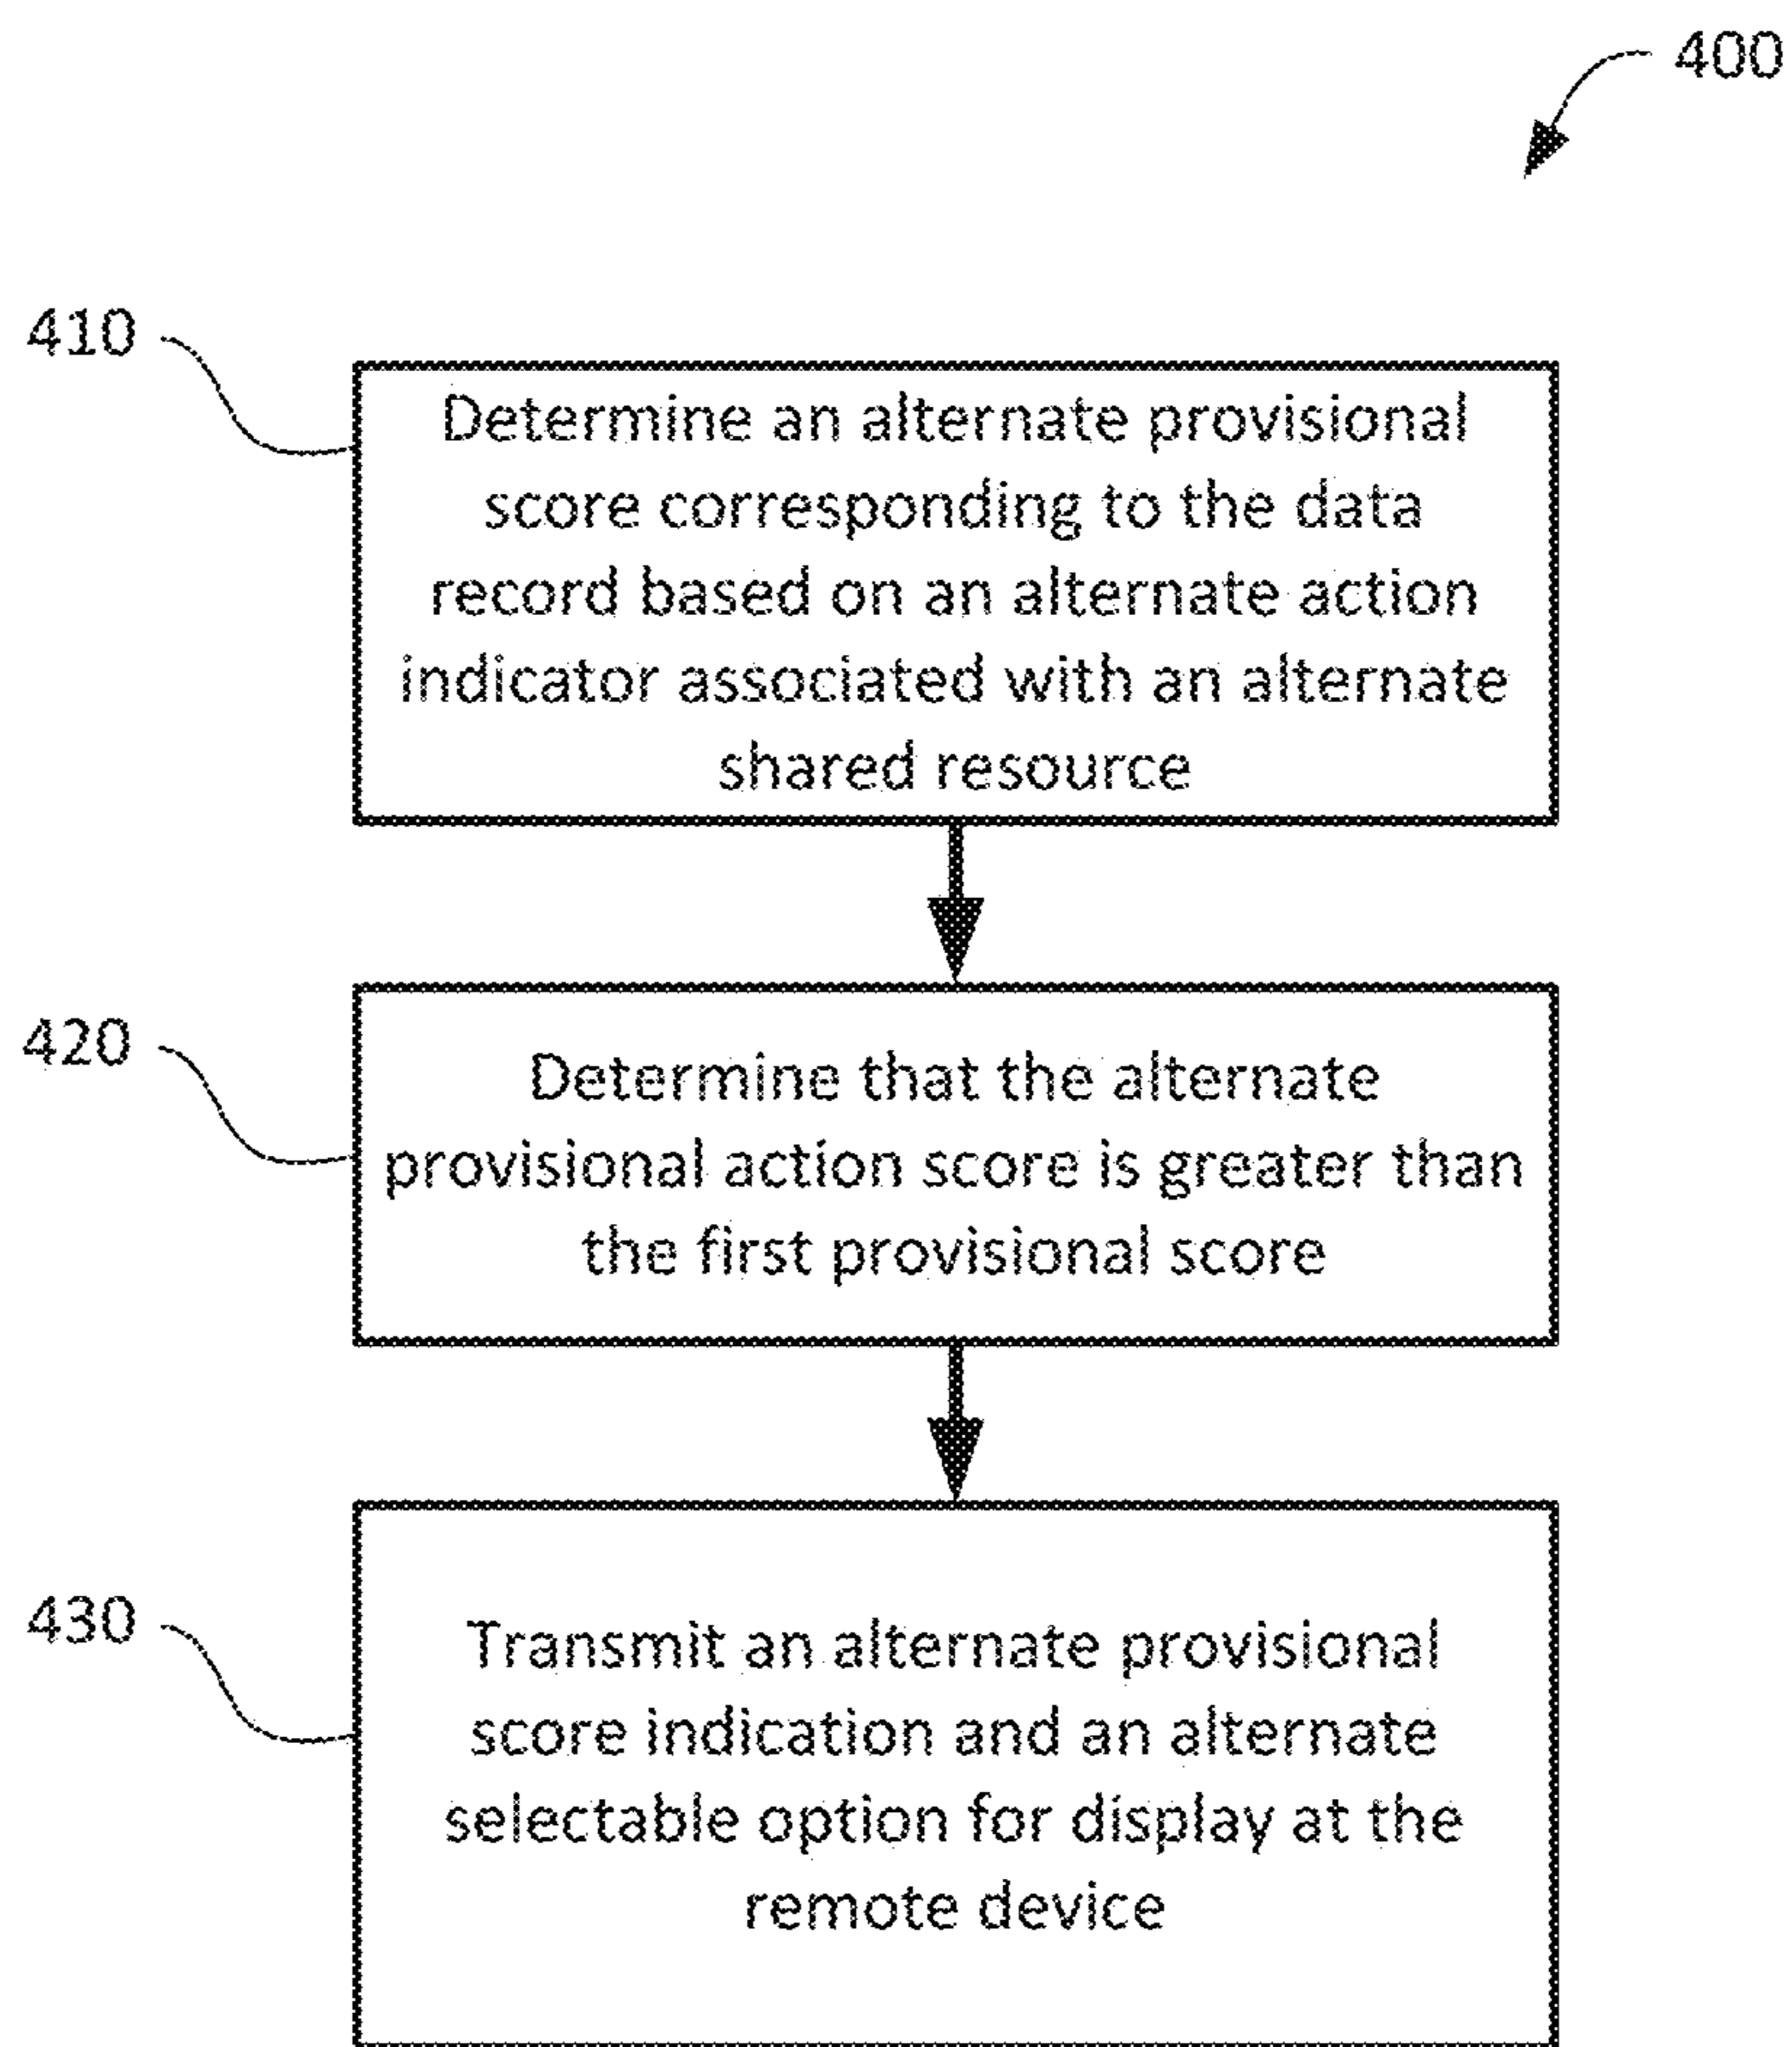 400
410
Determine an alternate provisional
score corresponding to the data
record based on an alternate action
indicator associated with an alternate
shared resource
420
Determine that the alternate
provisional action score is greater than
the first provisional score
430
Transmit an alternate provisional
score indication and an alternate
selectable option for display at the
remote device